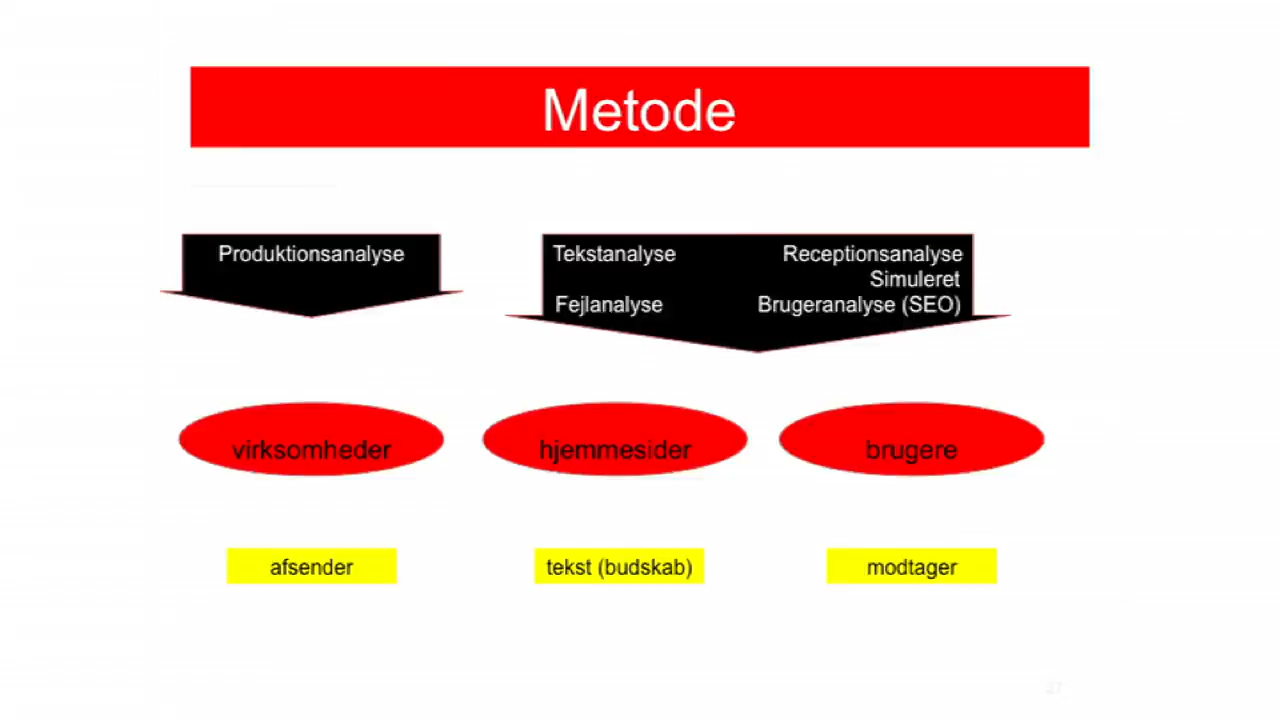 Metode
Produktionsanalyse
Tekstanalyse Receptionsanalyse
Simuleret
Fejlanalyse Brugeranalyse (SEO)
virksomheder hjemmesider brugere
afsender tekst (budskab) modtager